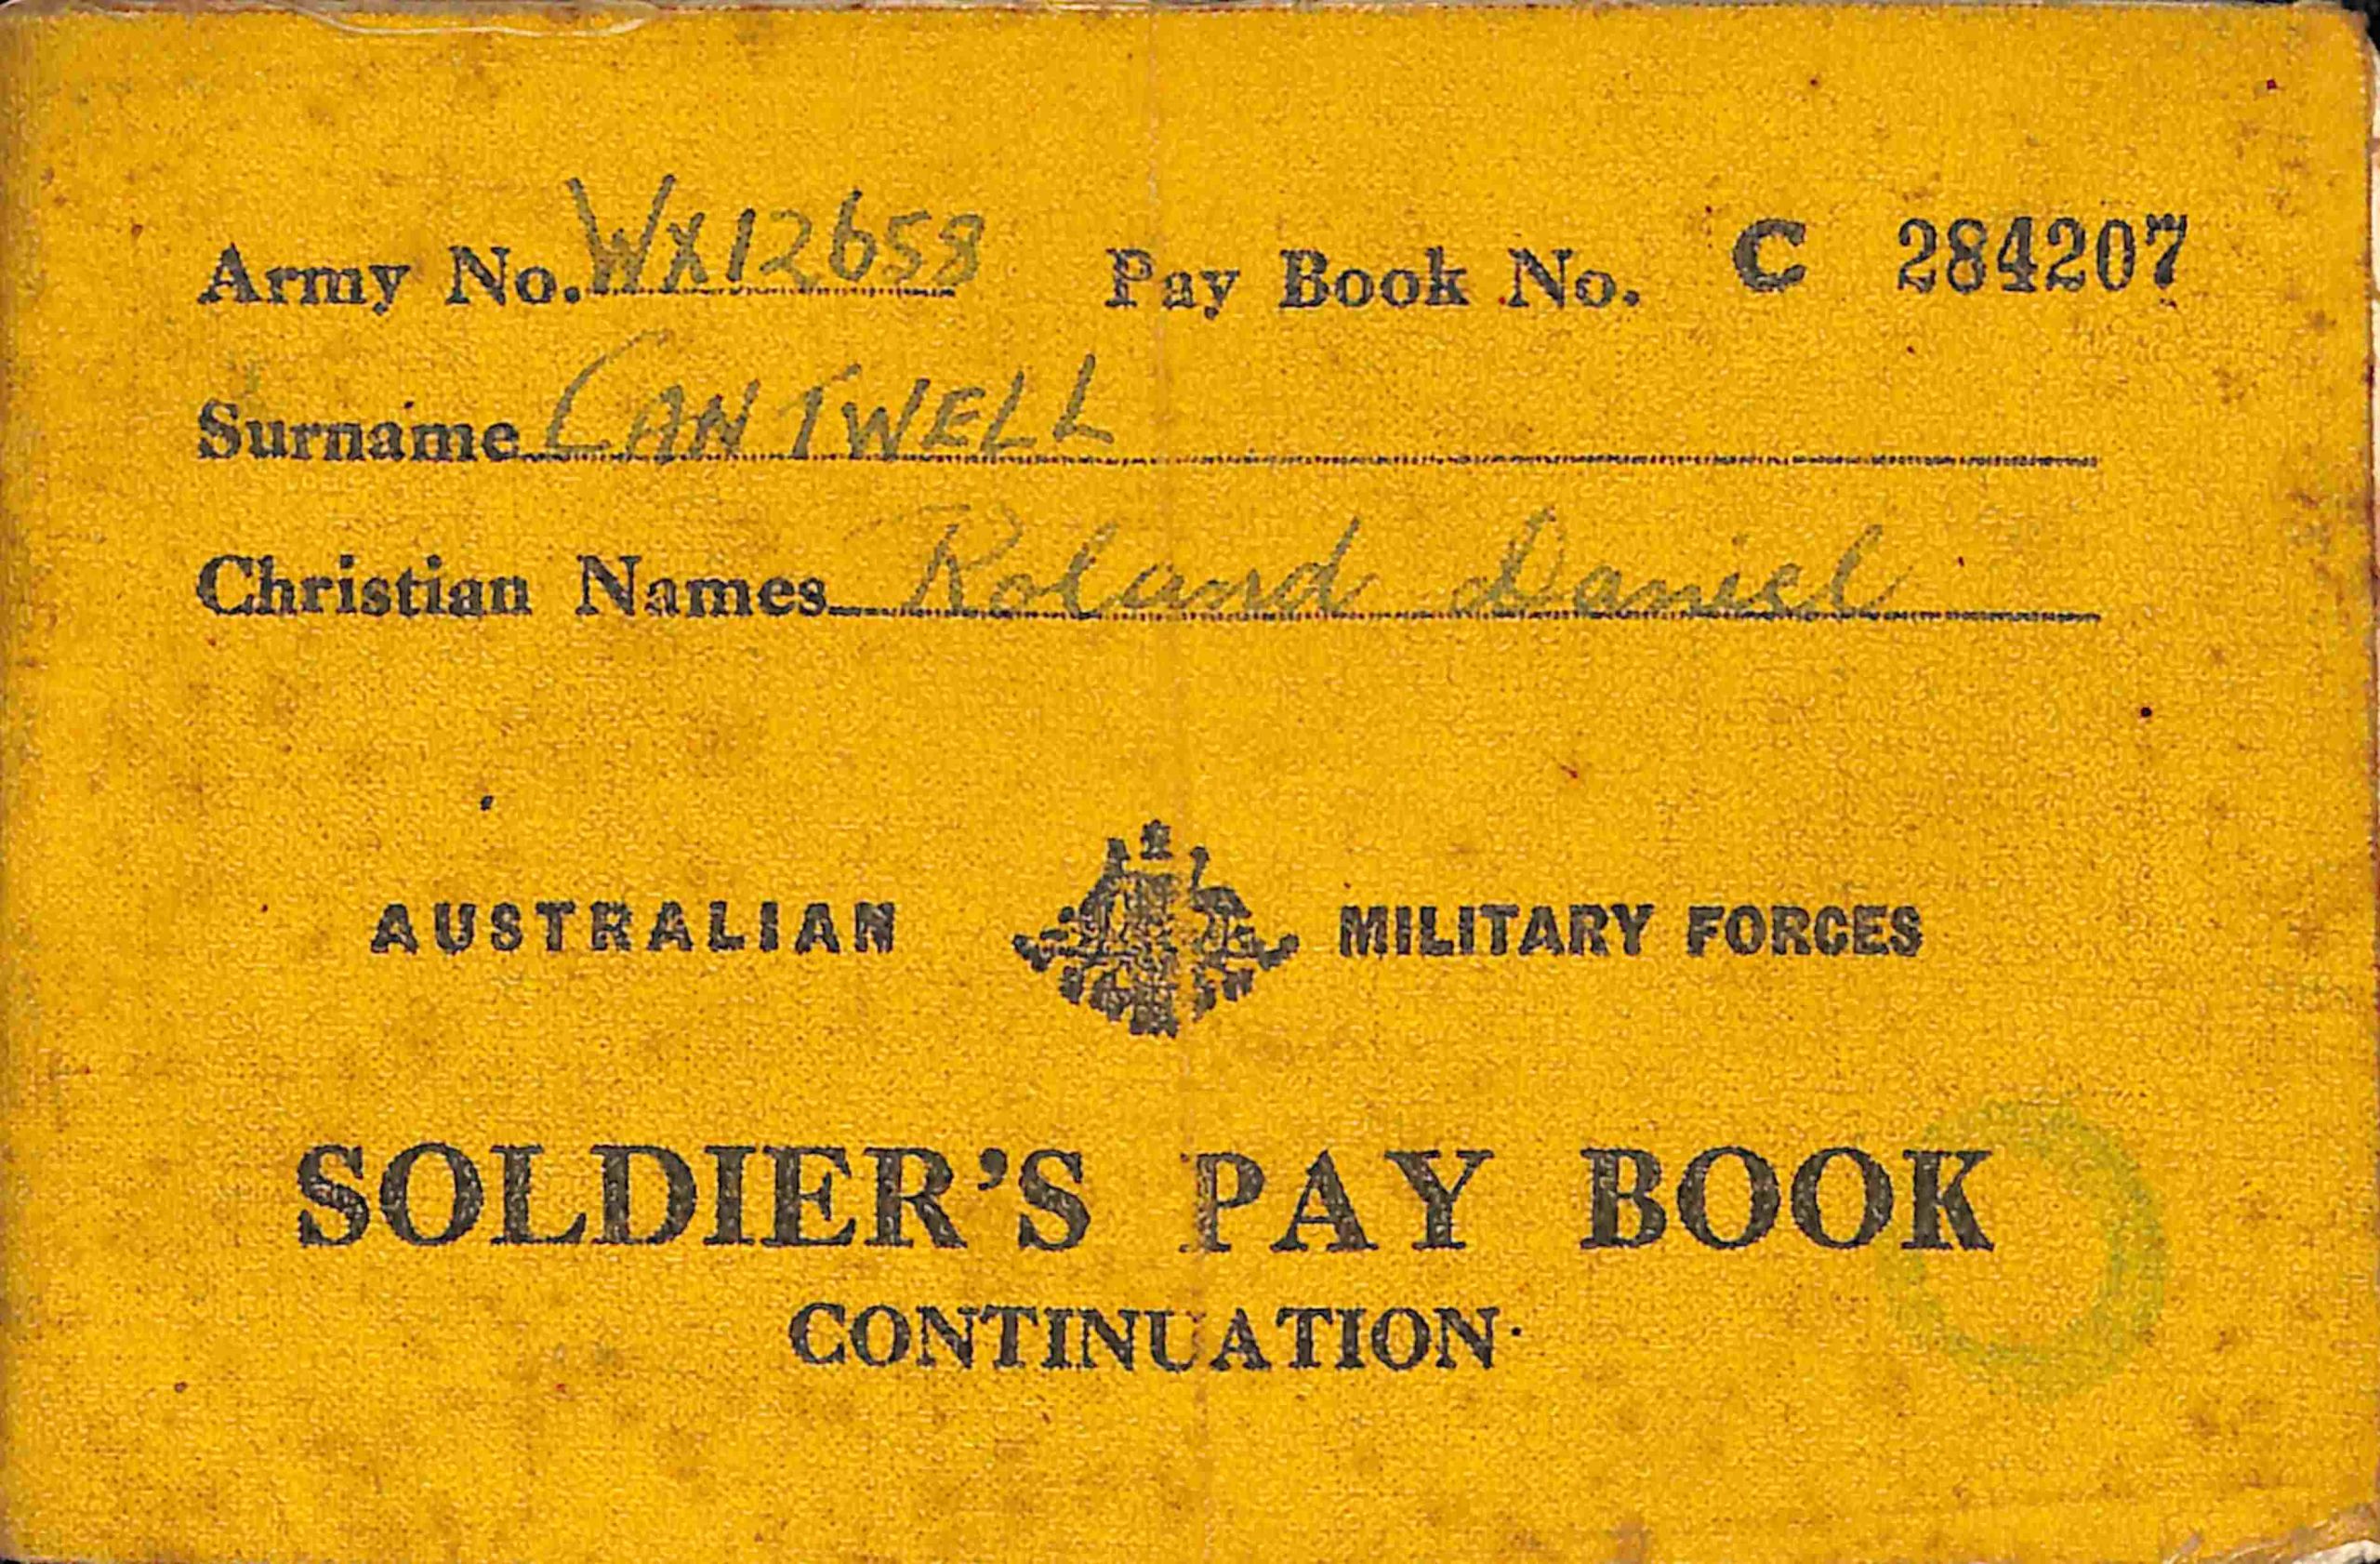 Army No. WX12658 Pay Book No. C 284207
Surname CANTWELL
Christian Names Roland Daniel
AUSTRALIAN MILITARY FORCES
SOLDIER'S PAY BOOK
CONTINUATION